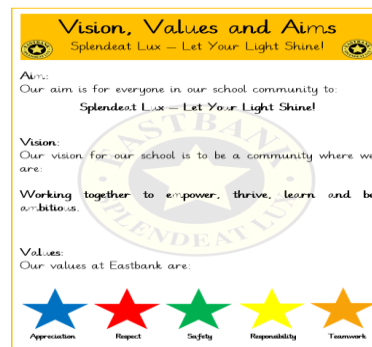 Vision, Values and Aims
Splendeat Lux – Let Your Light Shine!
Aim:
Our aim is for everyone in our school community to:
Splendeat Lux – Let Your Light Shine!
Vision:
Our vision for our school is to be a community where we
are:
Working together to empower, thrive, learn and be
ambitious.
EASTBANK
SPLENDEAT LUX
Values:
Our values at Eastbank are:
Appreciation Respect Safety Responsibility Teamwork